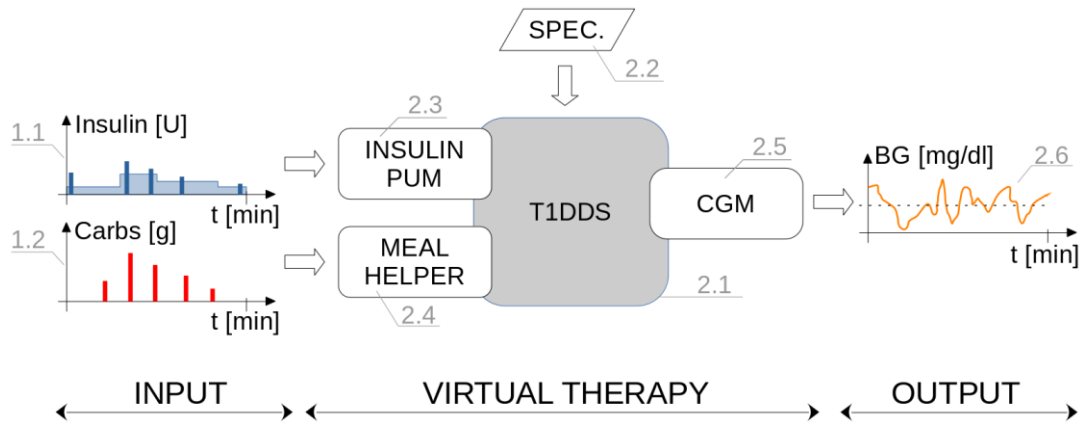 SPEC.
2.2
1.1
Insulin [U]
t [min]
2.3
INSULIN
PUM
T1DDS
2.5
CGM
BG [mg/dl]
2.6
t [min]
1.2
Carbs [g]
t [min]
MEAL
HELPER
2.4
2.1
INPUT
VIRTUAL THERAPY
OUTPUT